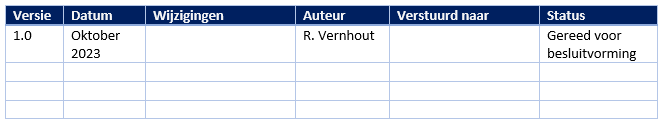 Versie Datum Wijzigingen Auteur Verstuurd naar Status
1.0 Oktober R. Vernhout Gereed voor
2023 besluitvorming